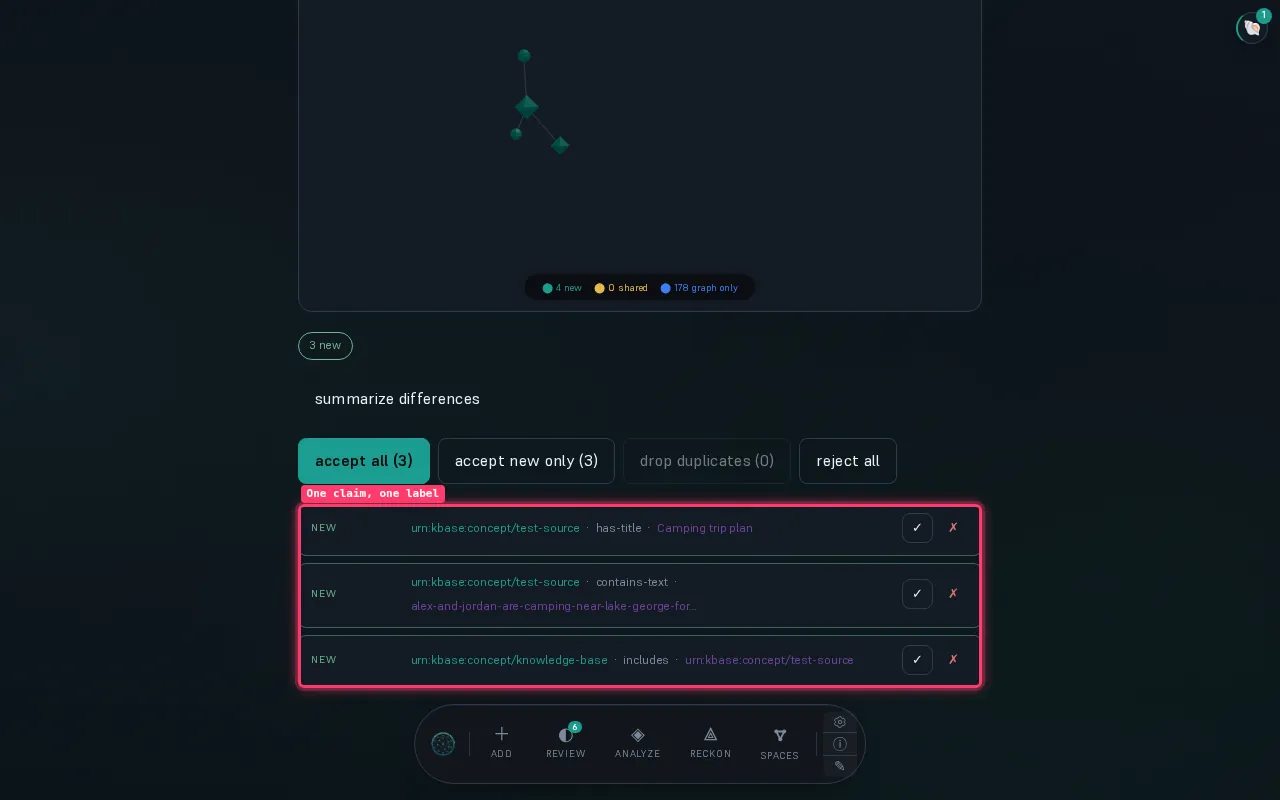 1
4 new 0 shared 178 graph only
3 new
summarize differences
accept all (3) accept new only (3) drop duplicates (0) reject all
One claim, one label
NEW urn:kbase:concept/test-source · has-title · Camping trip plan ✓ ✗
NEW urn:kbase:concept/test-source · contains-text ·
alex-and-jordan-are-camping-near-lake-george-for… ✓ ✗
NEW urn:kbase:concept/knowledge-base · includes · urn:kbase:concept/test-source ✓ ✗
6
ADD REVIEW ANALYZE RECKON SPACES